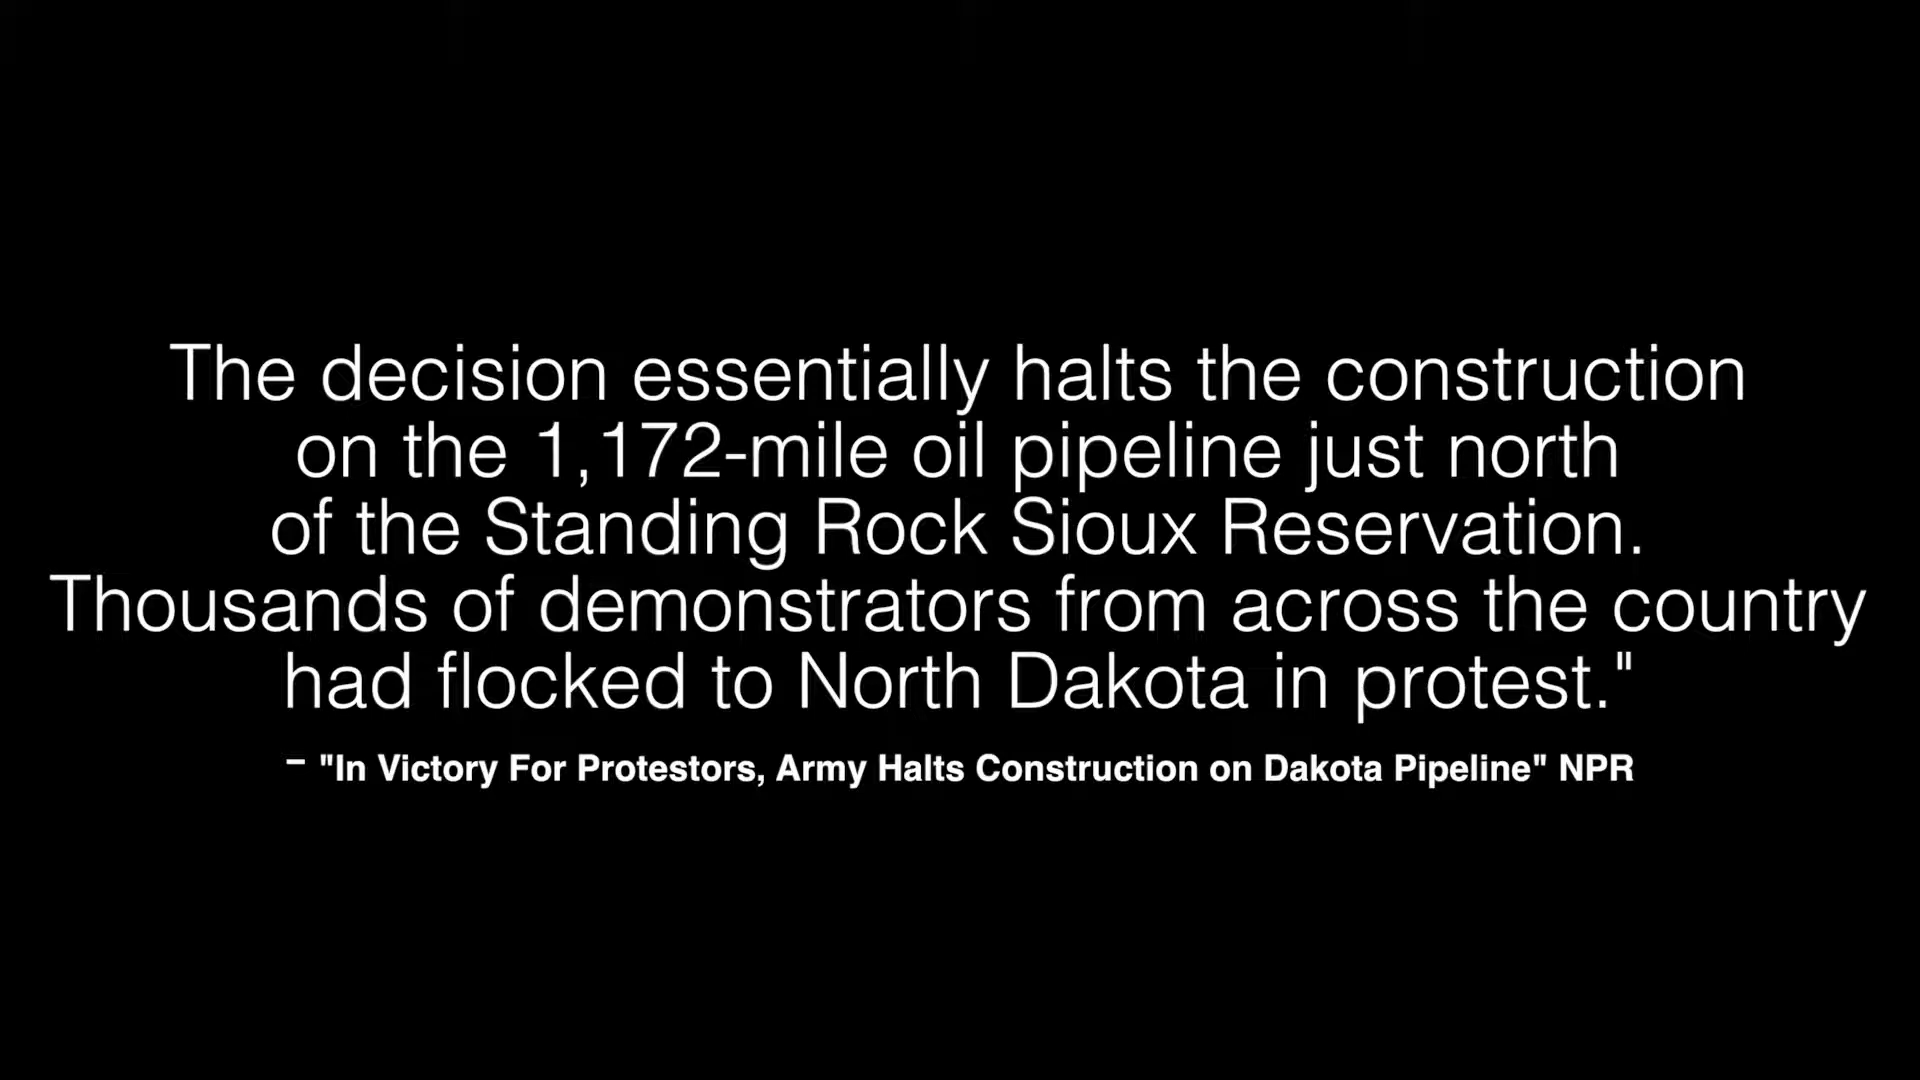 The decision essentially halts the construction
on the 1,172-mile oil pipeline just north
of the Standing Rock Sioux Reservation.
Thousands of demonstrators from across the country
had flocked to North Dakota in protest."
– "In Victory For Protestors, Army Halts Construction on Dakota Pipeline" NPR